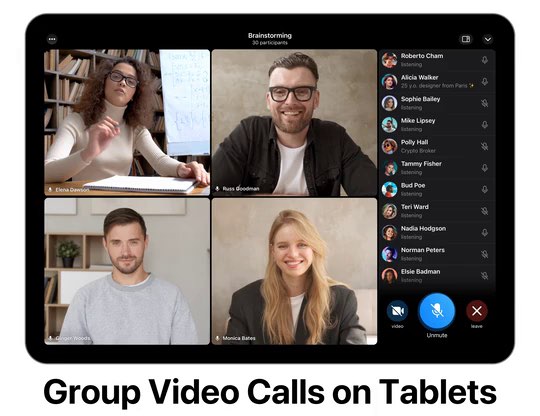 Brainstorming
30 participants
Roberto Cham
listening
Alicia Walker
25 y.o. designer from Paris ✨
Sophie Bailey
listening
Mike Lipsey
listening
Polly Hall
Crypto Broker
Tammy Fisher
listening
Bud Poe
listening
Teri Ward
listening
Nadia Hodgson
listening
Norman Peters
listening
Elsie Badman
listening
Elena Dawson
Russ Goodman
Ginger Woods
Monica Bates
video
Unmute
leave
Group Video Calls on Tablets